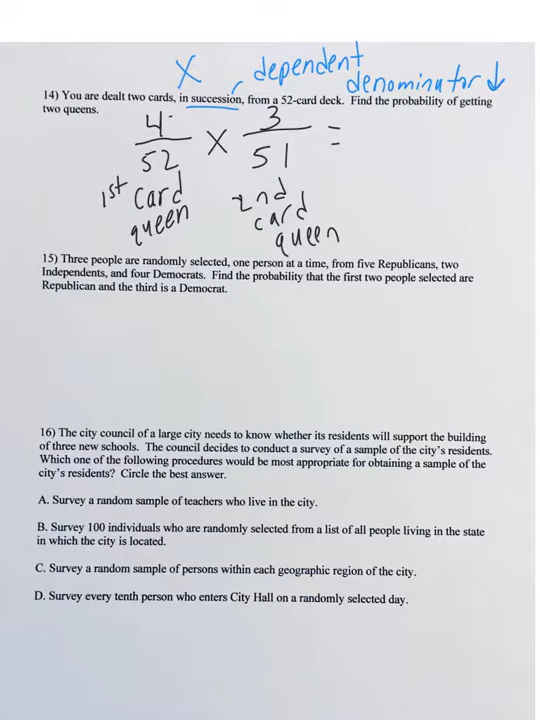 X dependent
denominator ↓
14) You are dealt two cards, in succession, from a 52-card deck. Find the probability of getting
two queens.
4 3
— X — =
52 51
1st card queen
2nd card queen
15) Three people are randomly selected, one person at a time, from five Republicans, two
Independents, and four Democrats. Find the probability that the first two people selected are
Republican and the third is a Democrat.
16) The city council of a large city needs to know whether its residents will support the building
of three new schools. The council decides to conduct a survey of a sample of the city's residents.
Which one of the following procedures would be most appropriate for obtaining a sample of the
city's residents? Circle the best answer.
A. Survey a random sample of teachers who live in the city.
B. Survey 100 individuals who are randomly selected from a list of all people living in the state
in which the city is located.
C. Survey a random sample of persons within each geographic region of the city.
D. Survey every tenth person who enters City Hall on a randomly selected day.